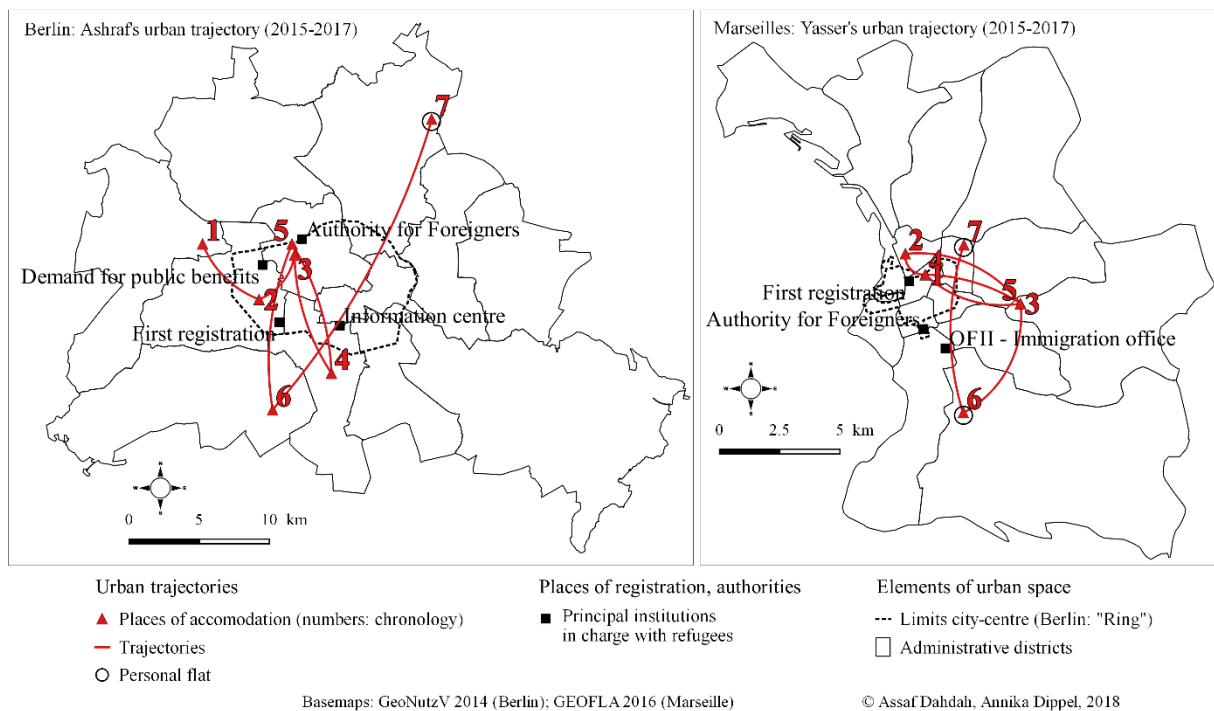 Berlin: Ashraf's urban trajectory (2015-2017)
7
1
5
Authority for Foreigners
3
Demand for public benefits
2
Information centre
First registration
4
6
N
W
E
S
0 5 10 km
Marseilles: Yasser's urban trajectory (2015-2017)
2
7
4
1
5
3
First registration
Authority for Foreigners
OFII - Immigration office
6
N
W
E
S
0 2.5 5 km
Urban trajectories
Places of accomodation (numbers: chronology)
Trajectories
Personal flat
Places of registration, authorities
Principal institutions
in charge with refugees
Elements of urban space
Limits city-centre (Berlin: "Ring")
Administrative districts
Basemaps: GeoNutzV 2014 (Berlin); GEOFLA 2016 (Marseille)
© Assaf Dahdah, Annika Dippel, 2018